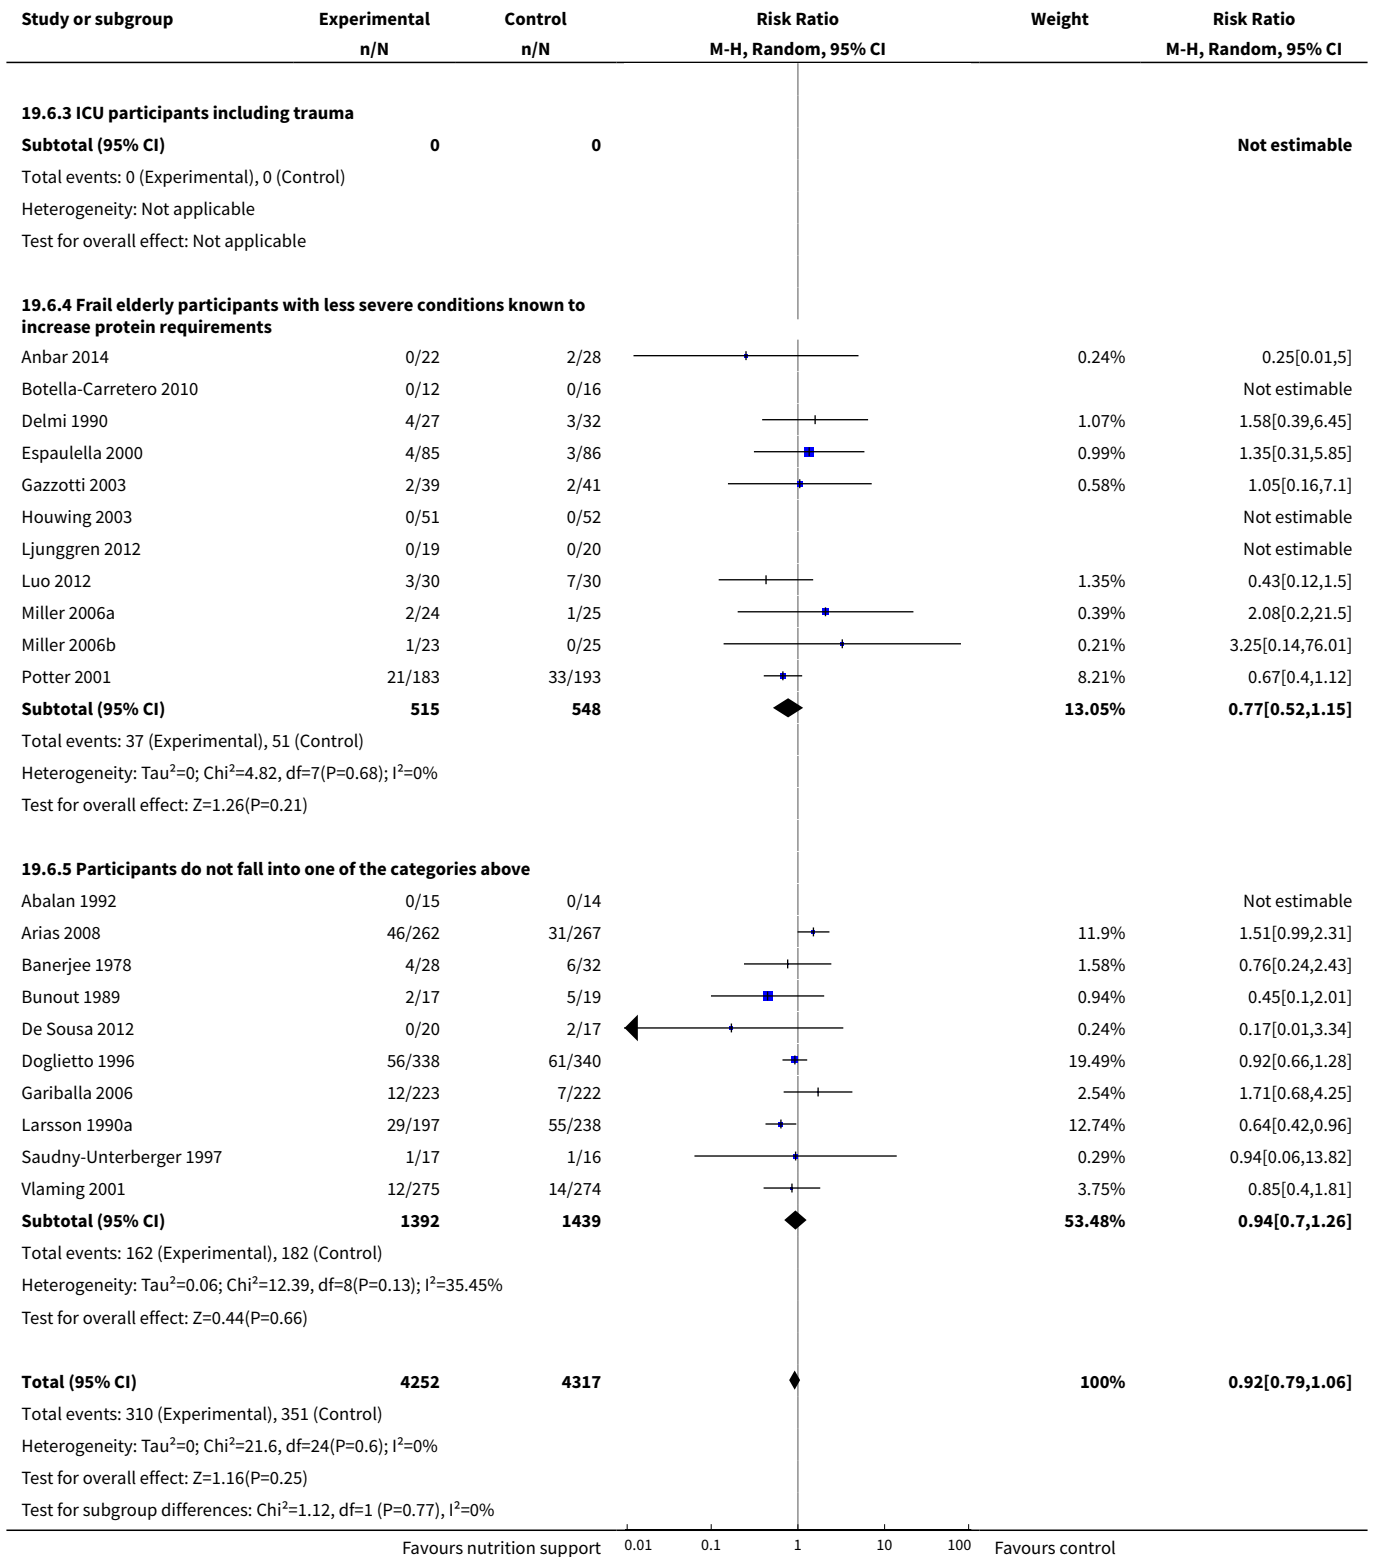 Study or subgroup Experimental Control Risk Ratio Weight Risk Ratio
n/N n/N M-H, Random, 95% CI M-H, Random, 95% CI
19.6.3 ICU participants including trauma
Subtotal (95% CI) 0 0 Not estimable
Total events: 0 (Experimental), 0 (Control)
Heterogeneity: Not applicable
Test for overall effect: Not applicable
19.6.4 Frail elderly participants with less severe conditions known to
increase protein requirements
Anbar 2014 0/22 2/28 0.24% 0.25[0.01,5]
Botella-Carretero 2010 0/12 0/16 Not estimable
Delmi 1990 4/27 3/32 1.07% 1.58[0.39,6.45]
Espaulella 2000 4/85 3/86 0.99% 1.35[0.31,5.85]
Gazzotti 2003 2/39 2/41 0.58% 1.05[0.16,7.1]
Houwing 2003 0/51 0/52 Not estimable
Ljunggren 2012 0/19 0/20 Not estimable
Luo 2012 3/30 7/30 1.35% 0.43[0.12,1.5]
Miller 2006a 2/24 1/25 0.39% 2.08[0.2,21.5]
Miller 2006b 1/23 0/25 0.21% 3.25[0.14,76.01]
Potter 2001 21/183 33/193 8.21% 0.67[0.4,1.12]
Subtotal (95% CI) 515 548 13.05% 0.77[0.52,1.15]
Total events: 37 (Experimental), 51 (Control)
Heterogeneity: Tau²=0; Chi²=4.82, df=7(P=0.68); I²=0%
Test for overall effect: Z=1.26(P=0.21)
19.6.5 Participants do not fall into one of the categories above
Abalan 1992 0/15 0/14 Not estimable
Arias 2008 46/262 31/267 11.9% 1.51[0.99,2.31]
Banerjee 1978 4/28 6/32 1.58% 0.76[0.24,2.43]
Bunout 1989 2/17 5/19 0.94% 0.45[0.1,2.01]
De Sousa 2012 0/20 2/17 0.24% 0.17[0.01,3.34]
Doglietto 1996 56/338 61/340 19.49% 0.92[0.66,1.28]
Gariballa 2006 12/223 7/222 2.54% 1.71[0.68,4.25]
Larsson 1990a 29/197 55/238 12.74% 0.64[0.42,0.96]
Saudny-Unterberger 1997 1/17 1/16 0.29% 0.94[0.06,13.82]
Vlaming 2001 12/275 14/274 3.75% 0.85[0.4,1.81]
Subtotal (95% CI) 1392 1439 53.48% 0.94[0.7,1.26]
Total events: 162 (Experimental), 182 (Control)
Heterogeneity: Tau²=0.06; Chi²=12.39, df=8(P=0.13); I²=35.45%
Test for overall effect: Z=0.44(P=0.66)
Total (95% CI) 4252 4317 100% 0.92[0.79,1.06]
Total events: 310 (Experimental), 351 (Control)
Heterogeneity: Tau²=0; Chi²=21.6, df=24(P=0.6); I²=0%
Test for overall effect: Z=1.16(P=0.25)
Test for subgroup differences: Chi²=1.12, df=1 (P=0.77), I²=0%
Favours nutrition support 0.01 0.1 1 10 100 Favours control